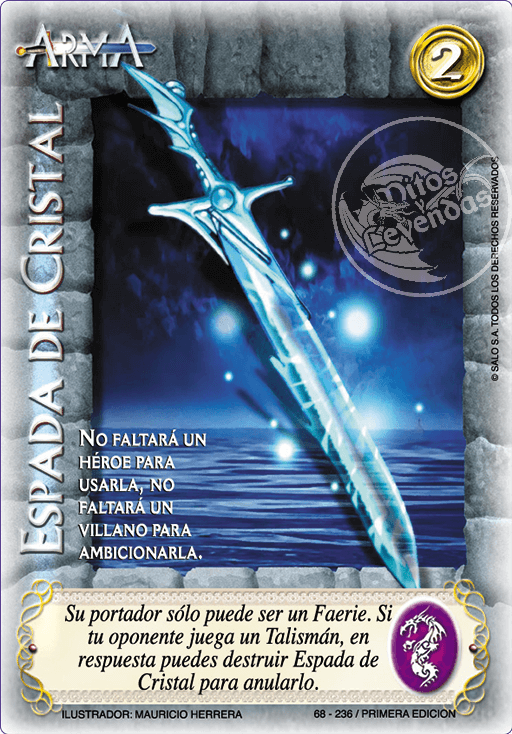 ARMA
2
Mitos
y
Leyendas
ESPADA DE CRISTAL
© SALO S.A. TODOS LOS DERECHOS RESERVADOS
NO FALTARÁ UN
HÉROE PARA
USARLA, NO
FALTARÁ UN
VILLANO PARA
AMBICIONARLA.
Su portador sólo puede ser un Faerie. Si
tu oponente juega un Talismán, en
respuesta puedes destruir Espada de
Cristal para anularlo.
ILUSTRADOR: MAURICIO HERRERA
68 - 236 / PRIMERA EDICION